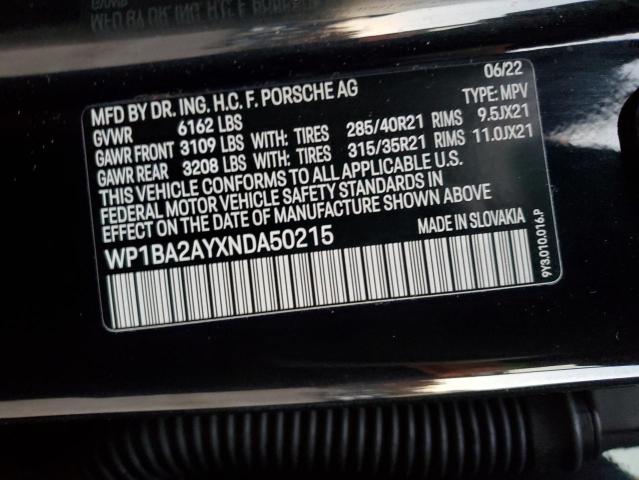 MFD BY DR. ING. H.C. F. PORSCHE AG 06/22
GVWR 6162 LBS TYPE: MPV
GAWR FRONT 3109 LBS WITH: TIRES 285/40R21 RIMS 9.5JX21
GAWR REAR 3208 LBS WITH: TIRES 315/35R21 RIMS 11.0JX21
THIS VEHICLE CONFORMS TO ALL APPLICABLE U.S.
FEDERAL MOTOR VEHICLE SAFETY STANDARDS IN
EFFECT ON THE DATE OF MANUFACTURE SHOWN ABOVE
WP1BA2AYXNDA50215 MADE IN SLOVAKIA
9Y3.010.016.P